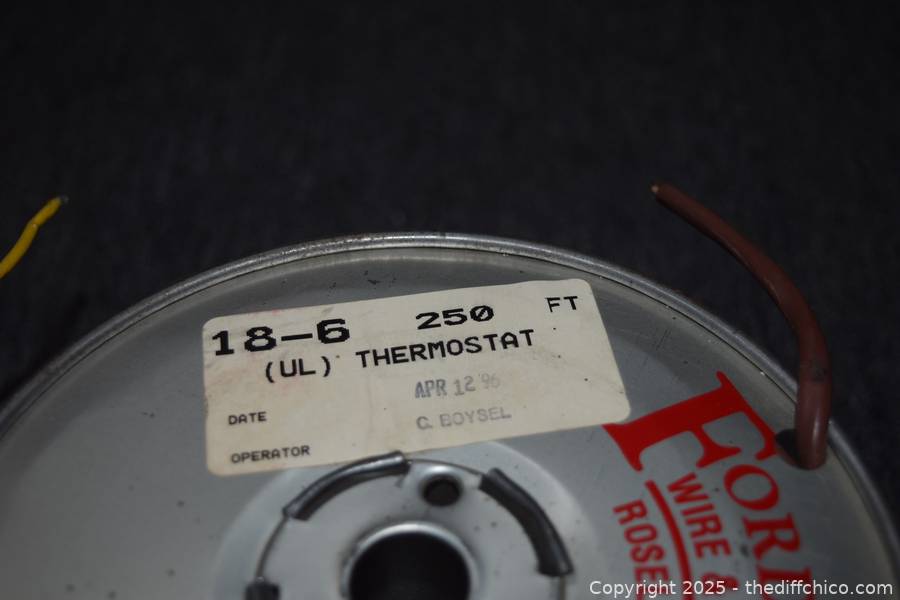 18-6 250 FT
(UL) THERMOSTAT
APR 12 '96
DATE
C. BOYSEL
OPERATOR
WIRE &
Copyright 2025 - thediffchico.com